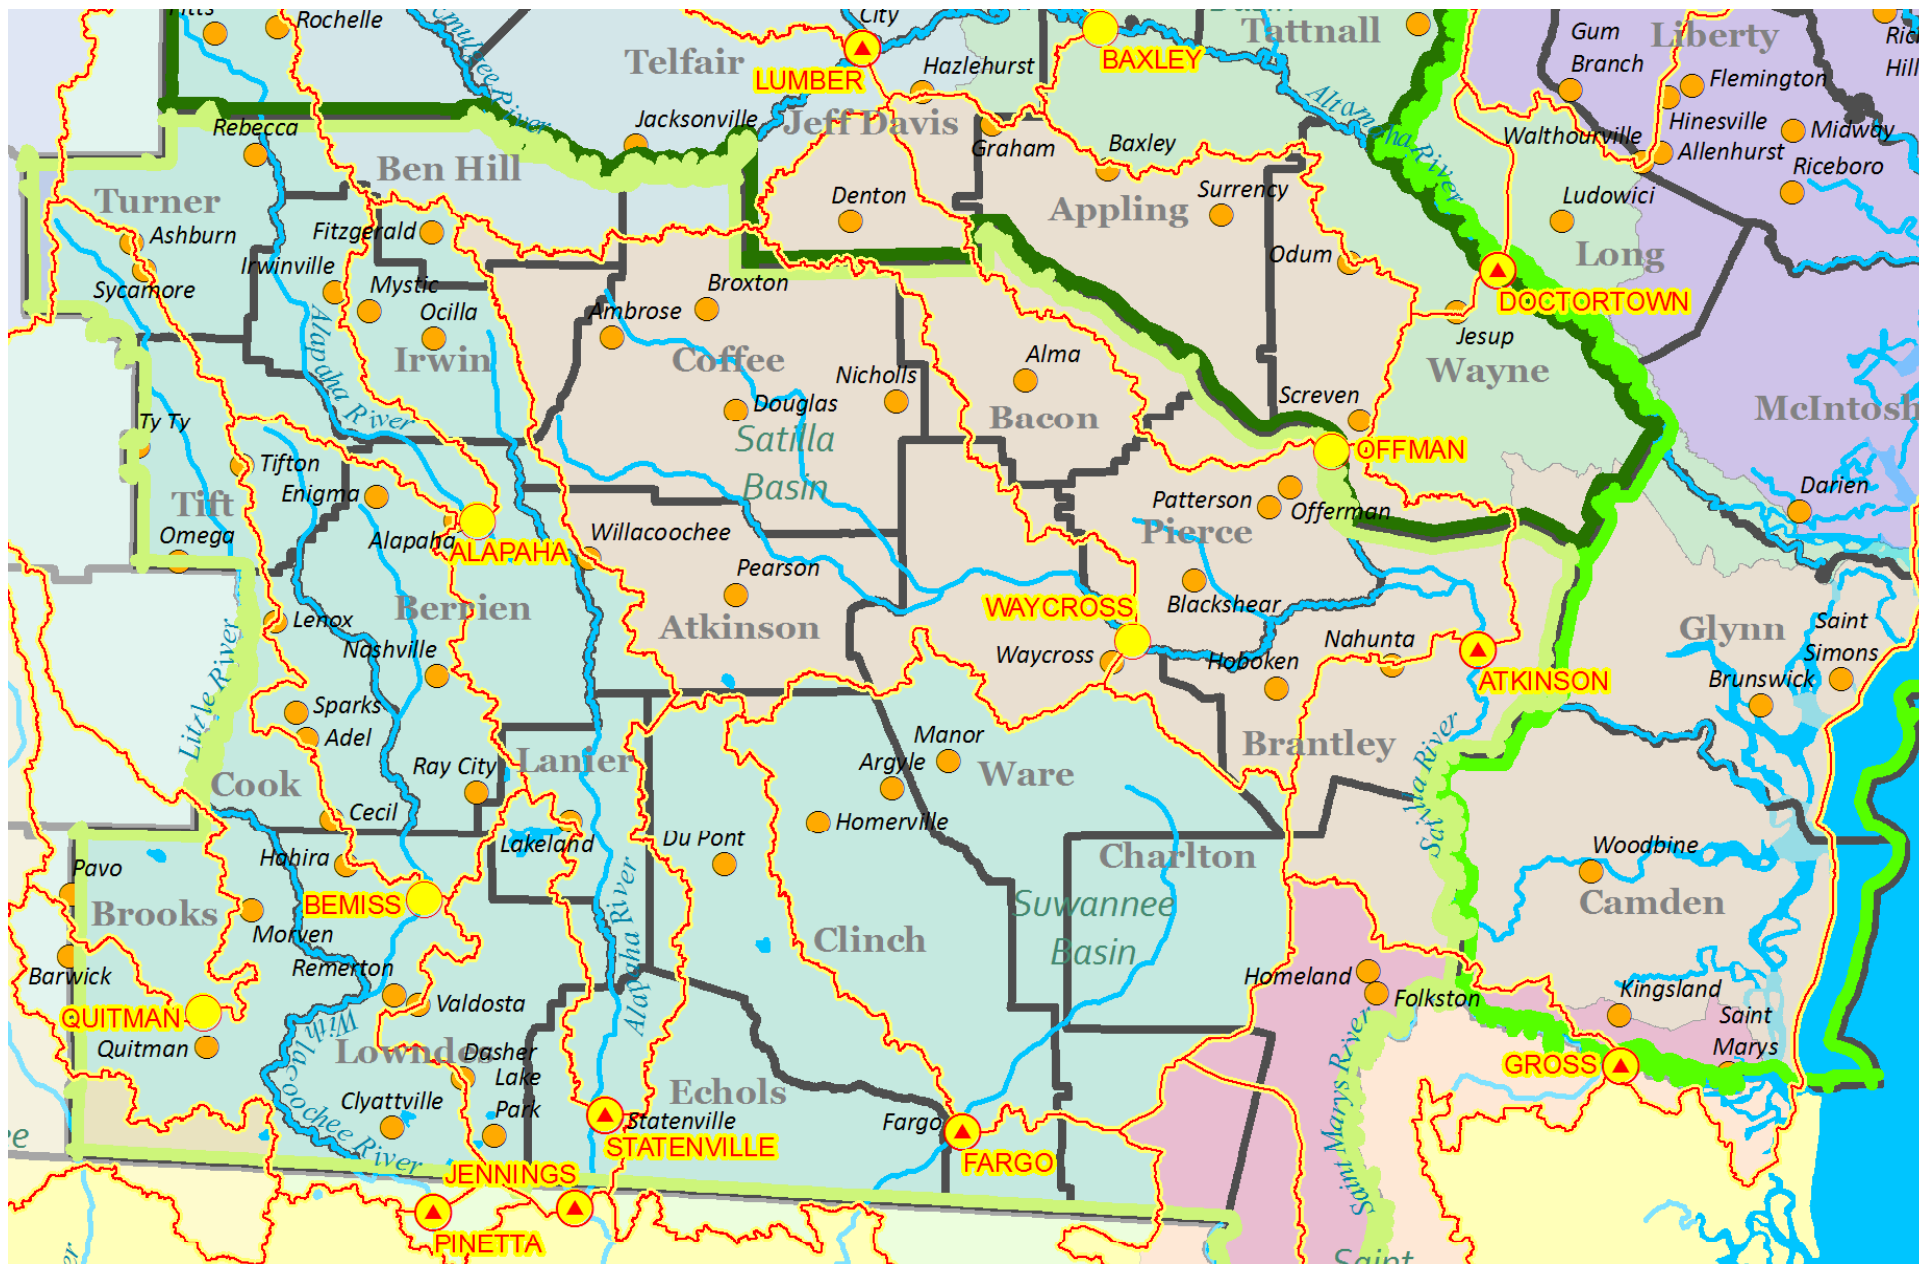 Rochelle
City
Hazlehurst
Telfair
LUMBER
BAXLEY
Tattnall
Gum
Branch
Liberty
Flemington
Hinesville
Walthourville
Allenhurst
Midway
Riceboro
Hill
Rebecca
Ocmulgee River
Jacksonville
Jeff Davis
Graham
Baxley
Altamaha River
Ben Hill
Turner
Ashburn
Fitzgerald
Denton
Appling
Surrency
Odum
Ludowici
Long
Irwinville
Mystic
Sycamore
Ocilla
Alapaha River
Irwin
Ambrose
Broxton
Coffee
Nicholls
Douglas
Satilla
Basin
Alma
Bacon
Screven
DOCTORTOWN
Jesup
Wayne
McIntosh
Ty Ty
Tifton
Enigma
Tift
Omega
Alapaha
ALAPAHA
Willacoochee
Pearson
OFFMAN
Patterson
Offerman
Pierce
Darien
Blackshear
WAYCROSS
Waycross
Atkinson
Berrien
Lenox
Nashville
Little River
Hoboken
Nahunta
ATKINSON
Glynn
Saint
Simons
Brunswick
Sparks
Adel
Ray City
Lanier
Cook
Cecil
Manor
Argyle
Ware
Homerville
Brantley
Satilla River
Lakeland
Du Pont
Charlton
Woodbine
Camden
Hahira
Pavo
Brooks
BEMISS
Morven
Remerton
Barwick
Valdosta
Alapaha River
Clinch
Suwannee
Basin
Homeland
Folkston
Kingsland
Saint
Marys
QUITMAN
Quitman
Withlacoochee River
Lowndes
Dasher
Lake
Park
Clyattville
Echols
Statenville
STATENVILLE
Fargo
FARGO
GROSS
Saint Marys River
JENNINGS
PINETTA
Saint